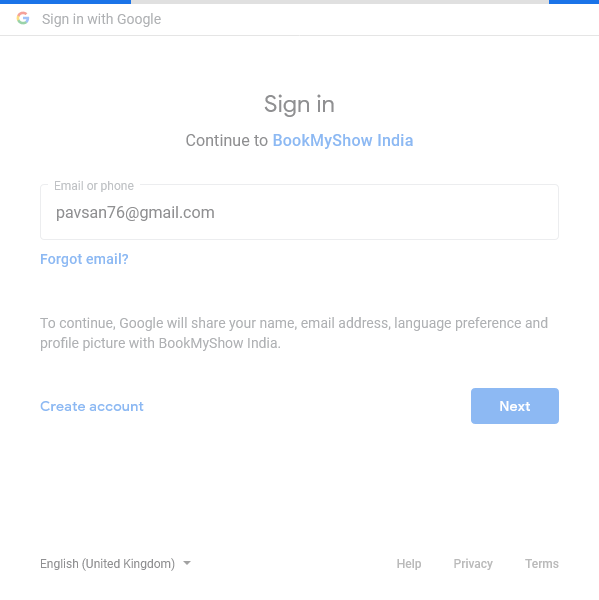 Sign in with Google
Sign in
Continue to BookMyShow India
Email or phone
pavsan76@gmail.com
Forgot email?
To continue, Google will share your name, email address, language preference and
profile picture with BookMyShow India.
Create account
Next
English (United Kingdom)
Help
Privacy
Terms